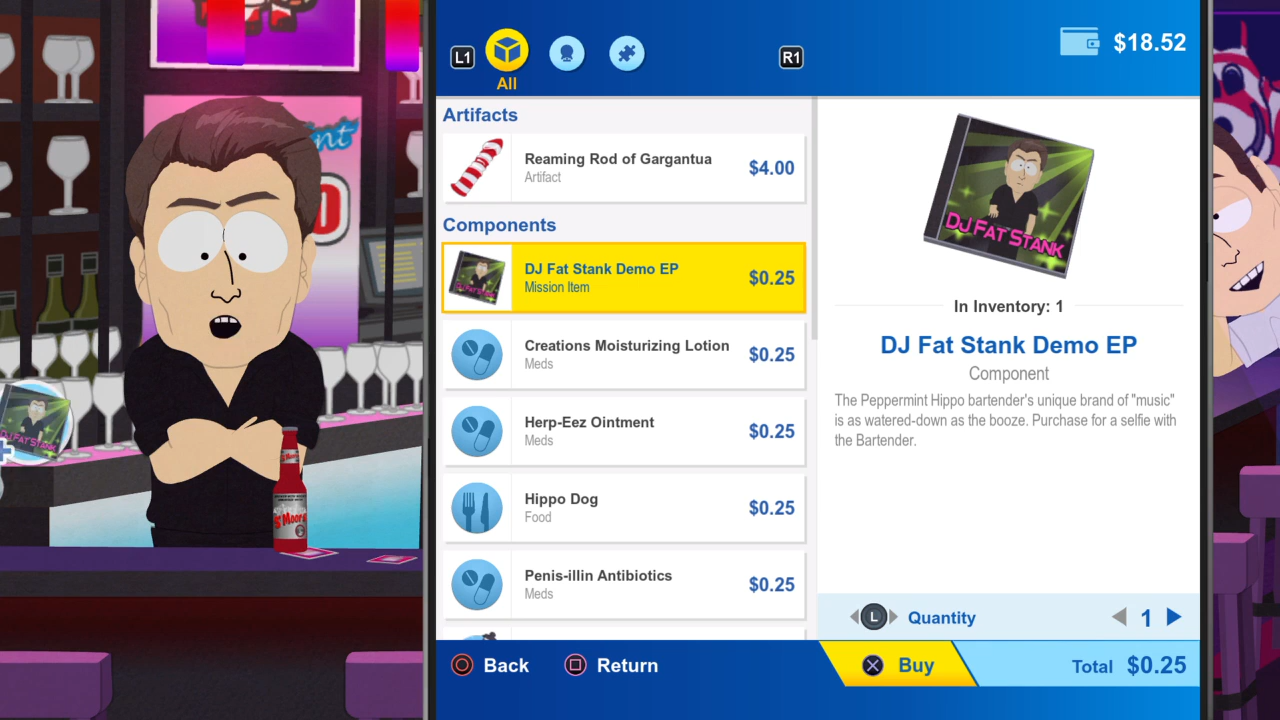 L1
All
R1
$18.52
Artifacts
Reaming Rod of Gargantua
Artifact
$4.00
Components
DJ Fat Stank Demo EP
Mission Item
$0.25
Creations Moisturizing Lotion
Meds
$0.25
Herp-Eez Ointment
Meds
$0.25
Hippo Dog
Food
$0.25
Penis-illin Antibiotics
Meds
$0.25
DJ FAT STANK
In Inventory: 1
DJ Fat Stank Demo EP
Component
The Peppermint Hippo bartender's unique brand of "music"
is as watered-down as the booze. Purchase for a selfie with
the Bartender.
L Quantity 1
Back
Return
Buy
Total $0.25
DJ FAT STANK
S'Moors